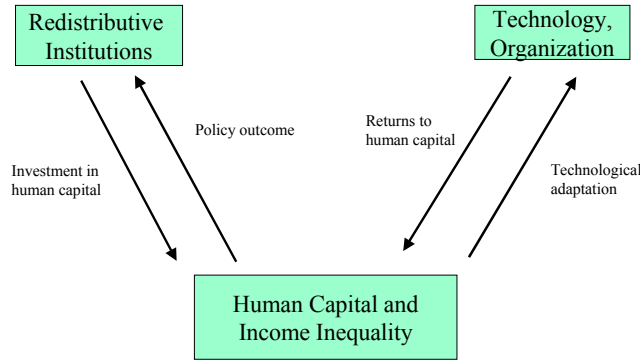 Redistributive
Institutions
Technology,
Organization
Policy outcome
Returns to
human capital
Investment in
human capital
Technological
adaptation
Human Capital and
Income Inequality